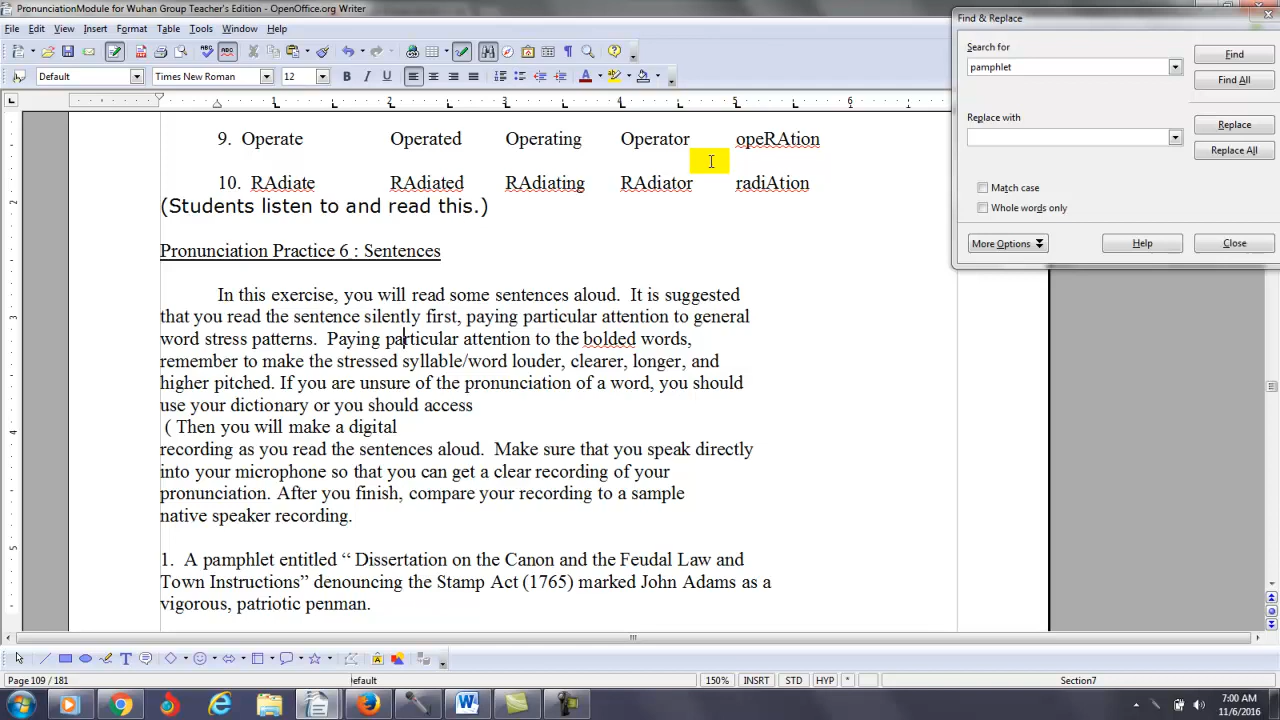 PronunciationModule for Wuhan Group Teacher's Edition - OpenOffice.org Writer
File Edit View Insert Format Table Tools Window Help
Default Times New Roman 12 B I U
1 2 3 4 5 6
9. Operate Operated Operating Operator opeRAtion
10. RAdiate RAdiated RAdiating RAdiator radiAtion
(Students listen to and read this.)
Pronunciation Practice 6 : Sentences
In this exercise, you will read some sentences aloud. It is suggested
that you read the sentence silently first, paying particular attention to general
word stress patterns. Paying particular attention to the bolded words,
remember to make the stressed syllable/word louder, clearer, longer, and
higher pitched. If you are unsure of the pronunciation of a word, you should
use your dictionary or you should access
( Then you will make a digital
recording as you read the sentences aloud. Make sure that you speak directly
into your microphone so that you can get a clear recording of your
pronunciation. After you finish, compare your recording to a sample
native speaker recording.
1. A pamphlet entitled “ Dissertation on the Canon and the Feudal Law and
Town Instructions” denouncing the Stamp Act (1765) marked John Adams as a
vigorous, patriotic penman.
2
3
4
5
Find & Replace
Search for
pamphlet
Find
Find All
Replace with
Replace
Replace All
Match case
Whole words only
More Options Help Close
Page 109 / 181 efault 150% INSRT STD HYP * Section7
7:00 AM
11/6/2016